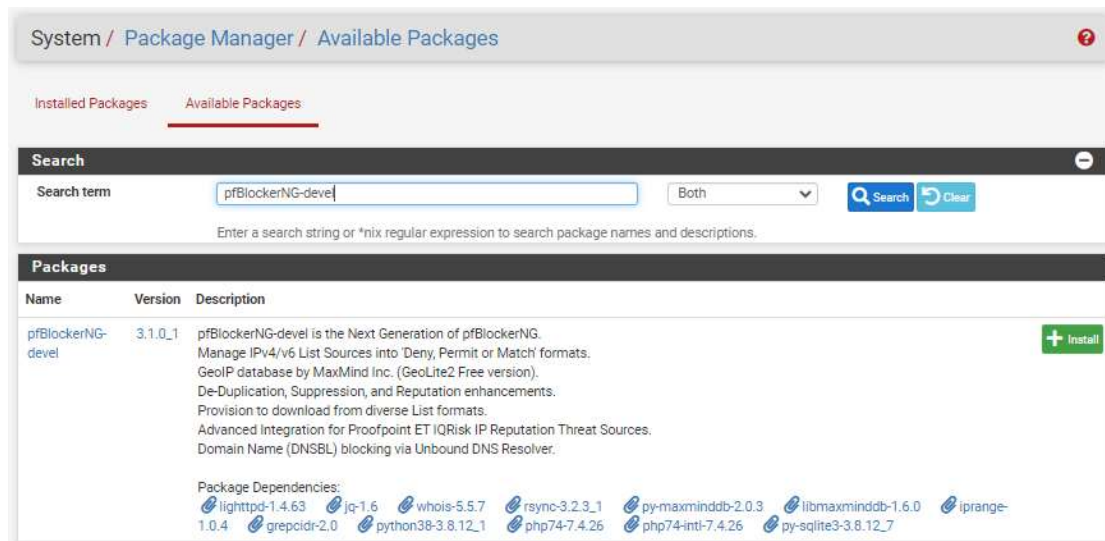 System / Package Manager / Available Packages
Installed Packages Available Packages
Search
Search term pfBlockerNG-devel Both Search Clear
Enter a search string or *nix regular expression to search package names and descriptions.
Packages
Name Version Description
pfBlockerNG- 3.1.0_1 pfBlockerNG-devel is the Next Generation of pfBlockerNG. Install
devel Manage IPv4/v6 List Sources into 'Deny, Permit or Match' formats.
GeoIP database by MaxMind Inc. (GeoLite2 Free version).
De-Duplication, Suppression, and Reputation enhancements.
Provision to download from diverse List formats.
Advanced Integration for Proofpoint ET IQRisk IP Reputation Threat Sources.
Domain Name (DNSBL) blocking via Unbound DNS Resolver.
Package Dependencies:
lighttpd-1.4.63 jq-1.6 whois-5.5.7 rsync-3.2.3_1 py-maxminddb-2.0.3 libmaxminddb-1.6.0 iprange-
1.0.4 grepcidr-2.0 python38-3.8.12_1 php74-7.4.26 php74-intl-7.4.26 py-sqlite3-3.8.12_7